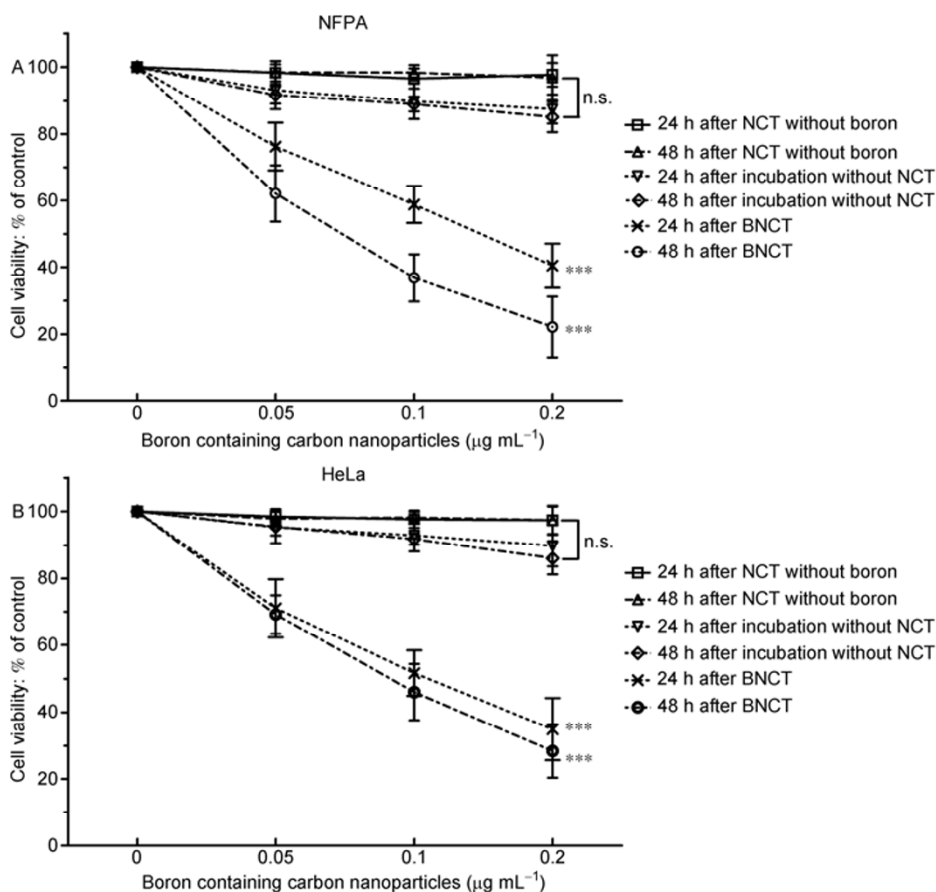 NFPA
A 100
80
60
40
20
0
n.s.
***
***
24 h after NCT without boron
48 h after NCT without boron
24 h after incubation without NCT
48 h after incubation without NCT
24 h after BNCT
48 h after BNCT
Cell viability: % of control
0 0.05 0.1 0.2
Boron containing carbon nanoparticles (μg mL⁻¹)
HeLa
B 100
80
60
40
20
0
n.s.
***
***
24 h after NCT without boron
48 h after NCT without boron
24 h after incubation without NCT
48 h after incubation without NCT
24 h after BNCT
48 h after BNCT
Cell viability: % of control
0 0.05 0.1 0.2
Boron containing carbon nanoparticles (μg mL⁻¹)